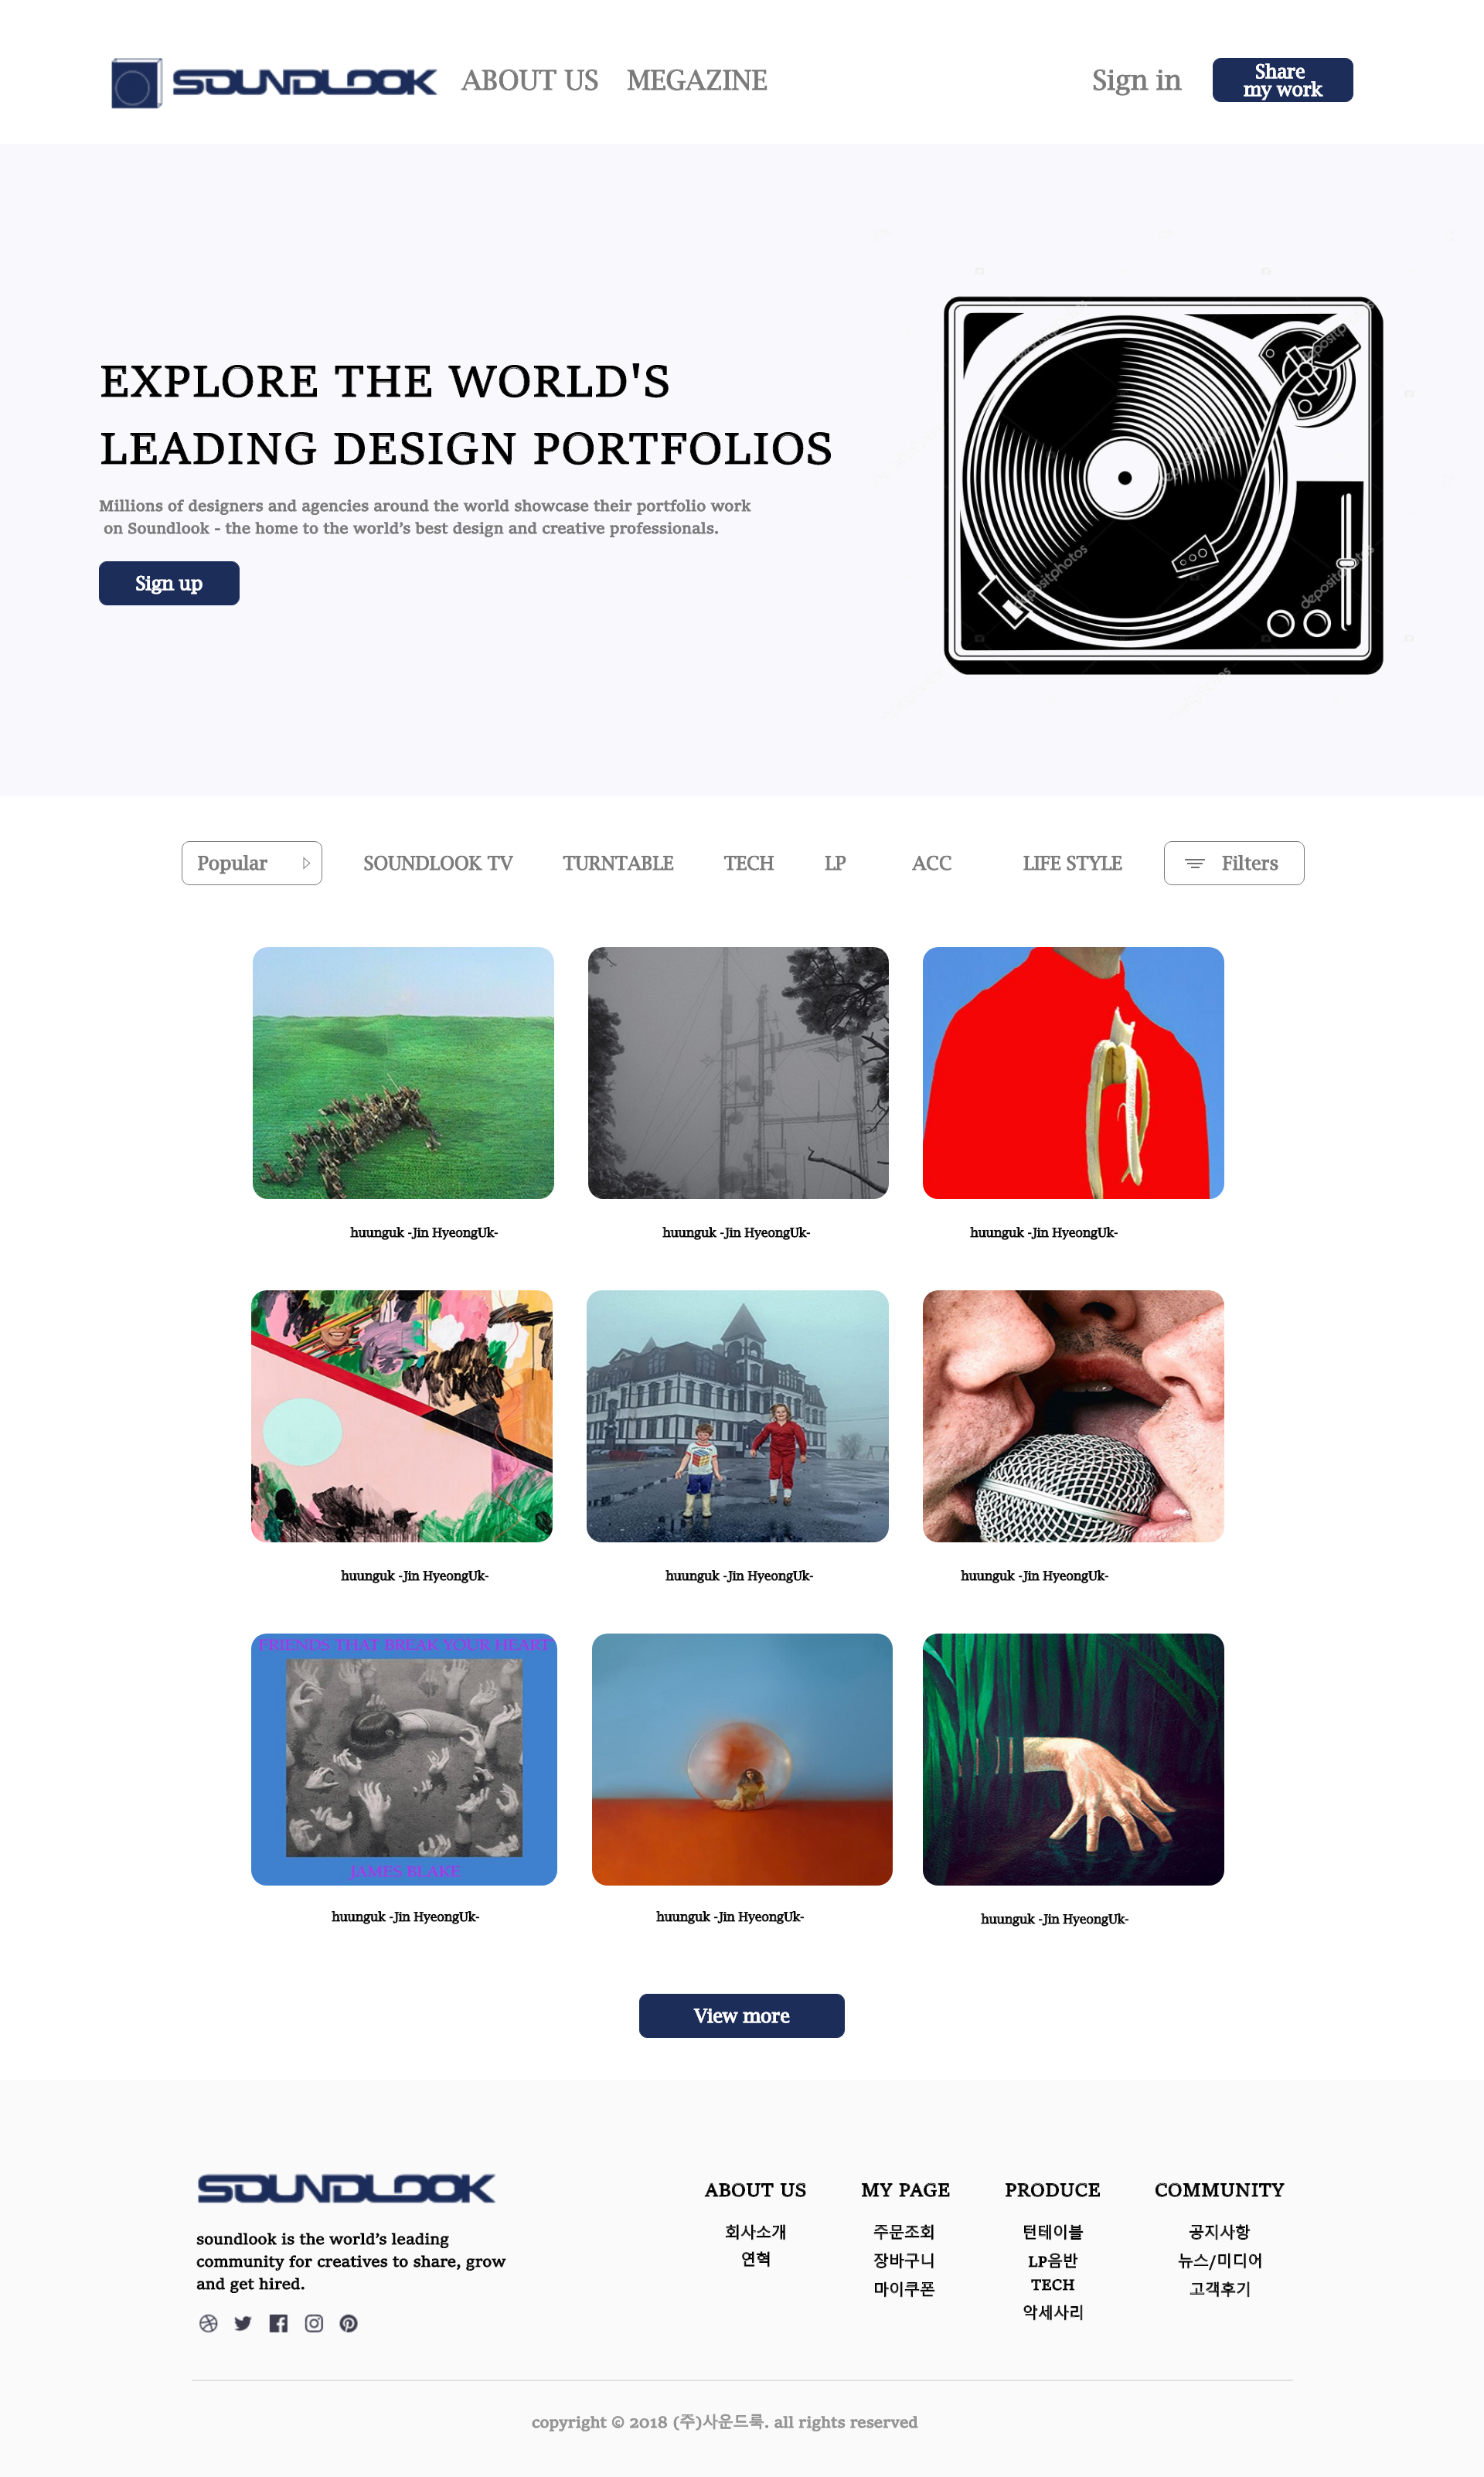 SOUNDLOOK
ABOUT US
MEGAZINE
Sign in
Share
my work
EXPLORE THE WORLD'S
LEADING DESIGN PORTFOLIOS
Millions of designers and agencies around the world showcase their portfolio work
on Soundlook - the home to the world’s best design and creative professionals.
Sign up
depositphotos
depositphotos
depositphotos
depositphotos
Popular
SOUNDLOOK TV
TURNTABLE
TECH
LP
ACC
LIFE STYLE
Filters
huunguk -Jin HyeongUk-
huunguk -Jin HyeongUk-
huunguk -Jin HyeongUk-
huunguk -Jin HyeongUk-
huunguk -Jin HyeongUk-
huunguk -Jin HyeongUk-
FRIENDS THAT BREAK YOUR HEART
JAMES BLAKE
huunguk -Jin HyeongUk-
huunguk -Jin HyeongUk-
huunguk -Jin HyeongUk-
View more
SOUNDLOOK
soundlook is the world’s leading
community for creatives to share, grow
and get hired.
ABOUT US
회사소개
연혁
MY PAGE
주문조회
장바구니
마이쿠폰
PRODUCE
턴테이블
LP음반
TECH
악세사리
COMMUNITY
공지사항
뉴스/미디어
고객후기
copyright © 2018 (주)사운드룩. all rights reserved